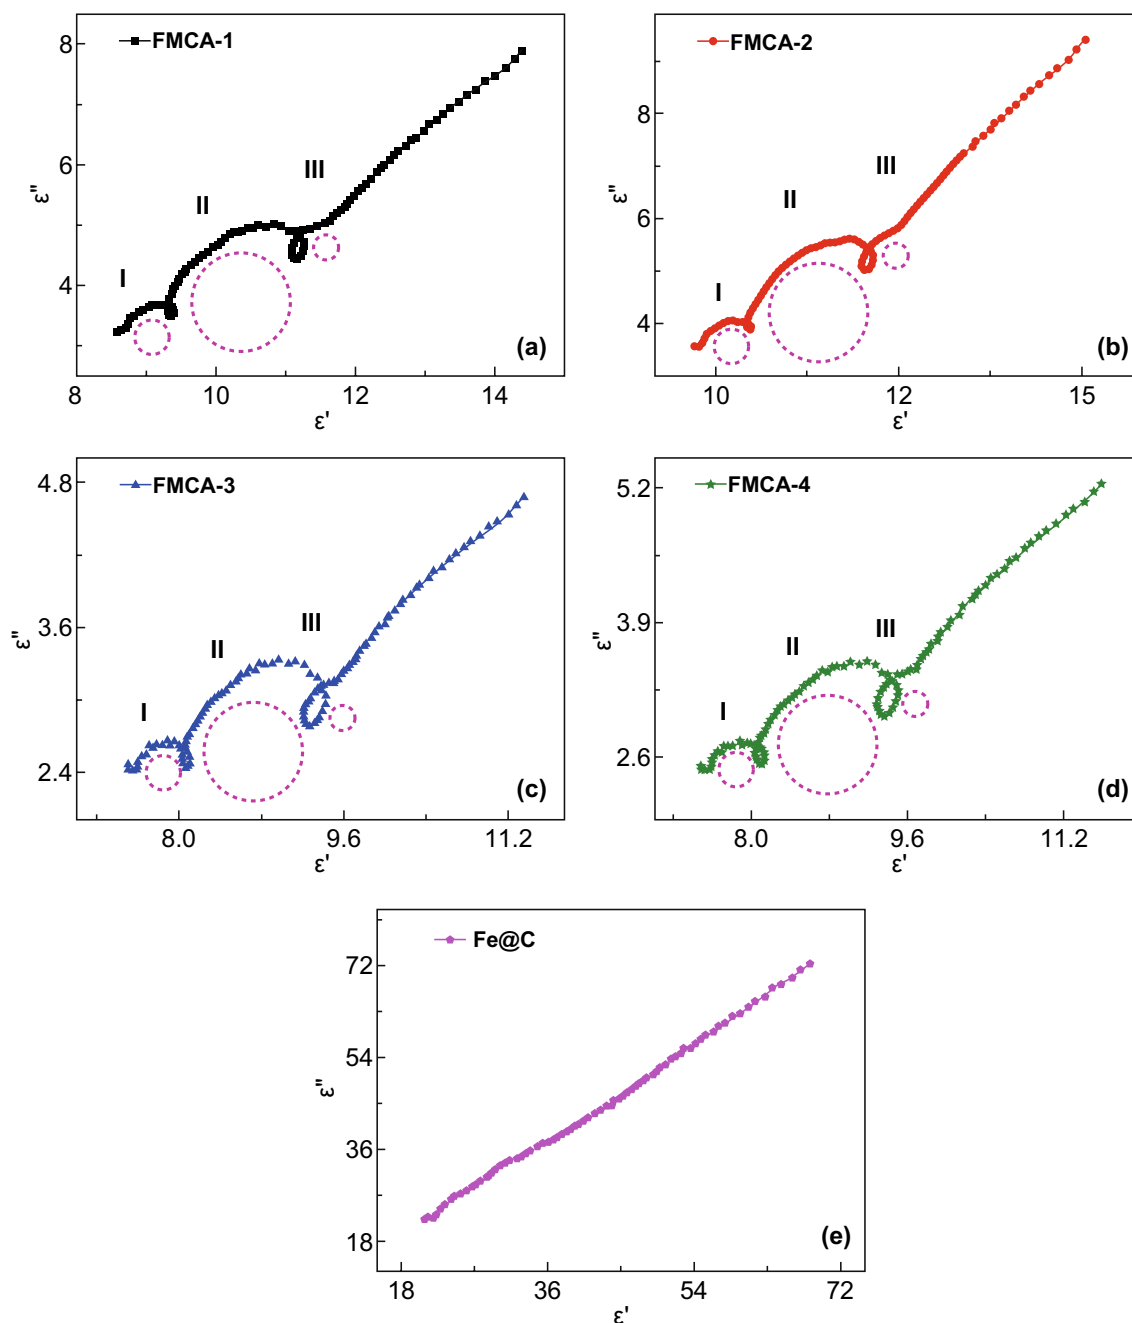 FMCA-1
8
6
4
ε''
I
II
III
(a)
8
10
12
14
ε'
FMCA-2
8
6
4
ε''
I
II
III
(b)
10
12
15
ε'
FMCA-3
4.8
3.6
2.4
ε''
I
II
III
(c)
8.0
9.6
11.2
ε'
FMCA-4
5.2
3.9
2.6
ε''
I
II
III
(d)
8.0
9.6
11.2
ε'
Fe@C
72
54
36
18
ε''
(e)
18
36
54
72
ε'